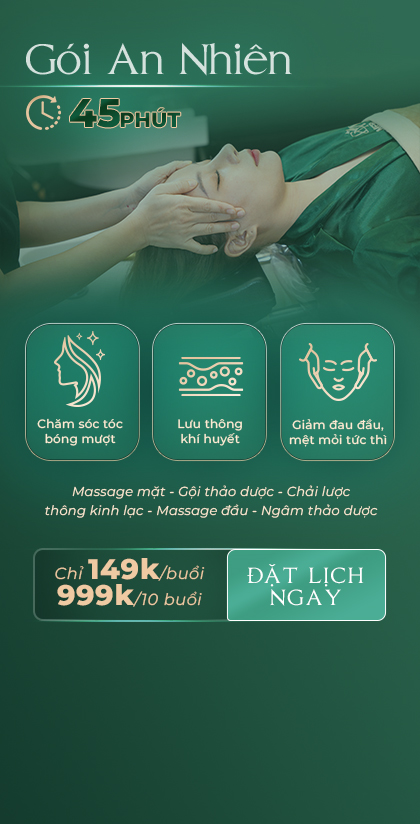 Gói An Nhiên
45PHÚT
Chăm sóc tóc
bóng mượt
Lưu thông
khí huyết
Giảm đau đầu,
mệt mỏi tức thì
Massage mặt - Gội thảo dược - Chải lược
thông kinh lạc - Massage đầu - Ngâm thảo dược
Chỉ 149k/buổi
999k/10 buổi
ĐẶT LỊCH
NGAY